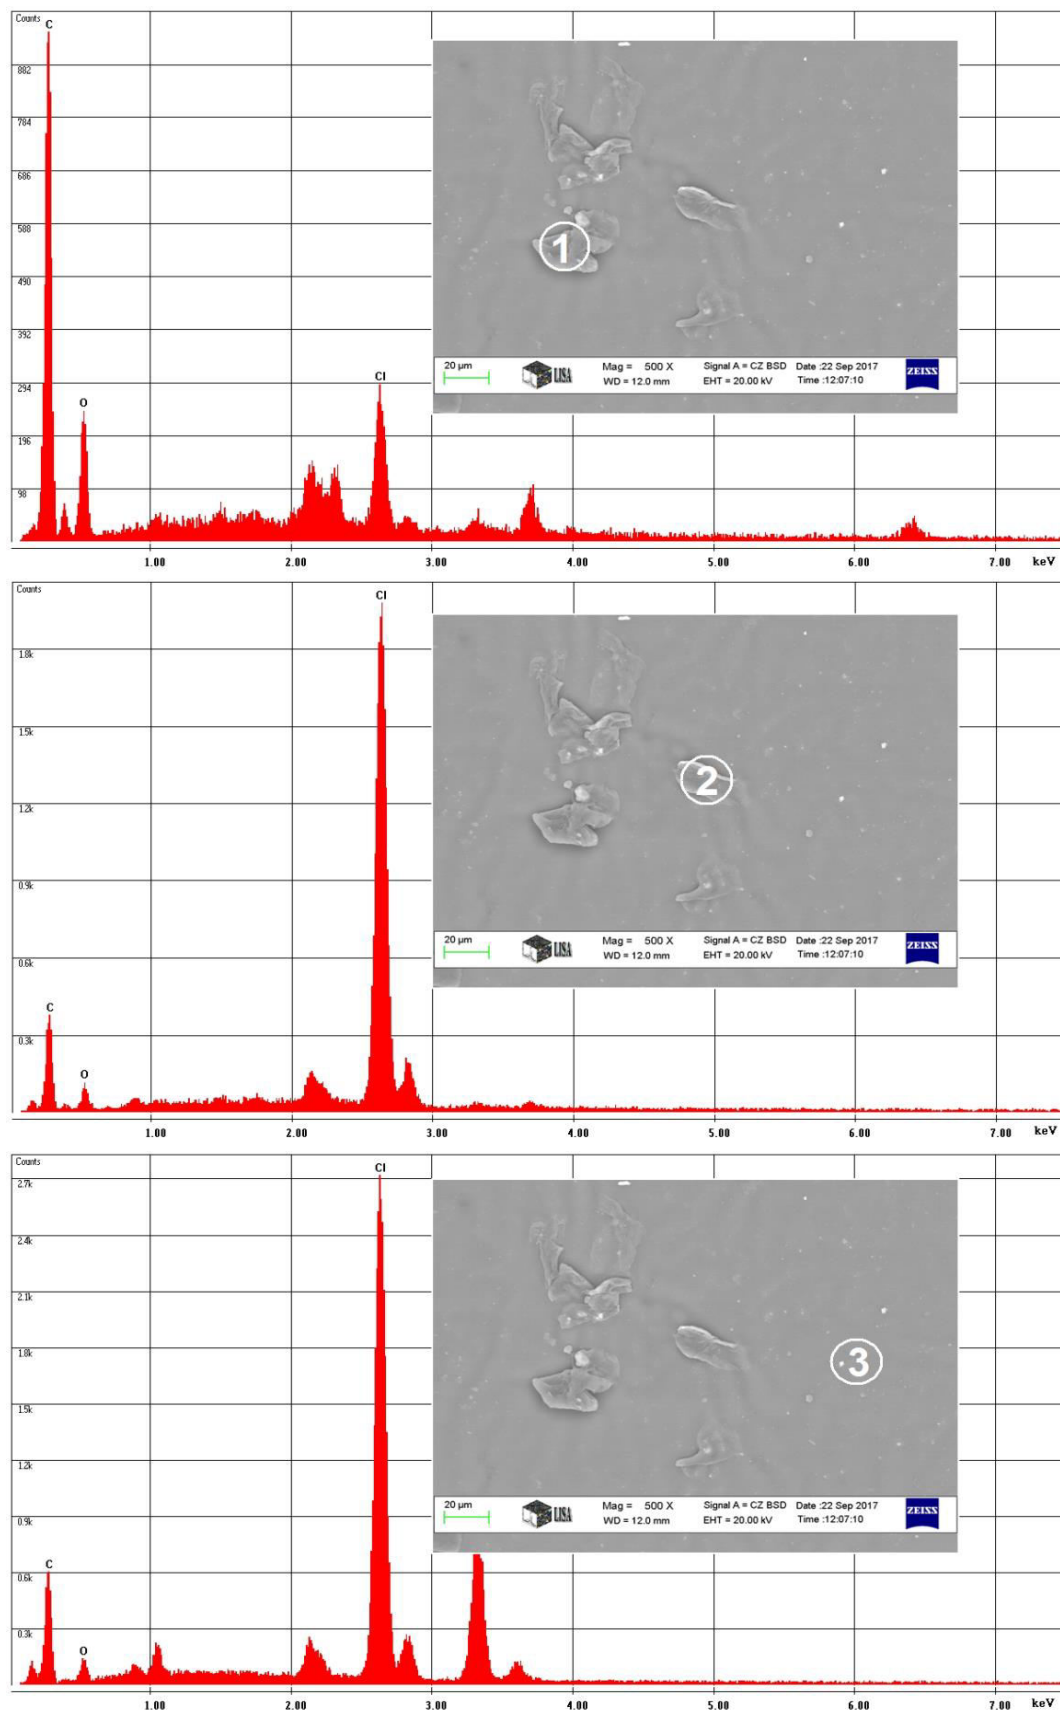 Counts
C
882
784
686
588
490
392
294
196
98
O
Cl
1
20 µm
LISA
Mag = 500 X
WD = 12.0 mm
Signal A = CZ BSD
EHT = 20.00 kV
Date :22 Sep 2017
Time :12:07:10
ZEISS
1.00 2.00 3.00 4.00 5.00 6.00 7.00 keV
Counts
Cl
1.8k
1.5k
1.2k
0.9k
0.6k
0.3k
C
O
2
20 µm
LISA
Mag = 500 X
WD = 12.0 mm
Signal A = CZ BSD
EHT = 20.00 kV
Date :22 Sep 2017
Time :12:07:10
ZEISS
1.00 2.00 3.00 4.00 5.00 6.00 7.00 keV
Counts
Cl
2.7k
2.4k
2.1k
1.8k
1.5k
1.2k
0.9k
0.6k
0.3k
C
O
3
20 µm
LISA
Mag = 500 X
WD = 12.0 mm
Signal A = CZ BSD
EHT = 20.00 kV
Date :22 Sep 2017
Time :12:07:10
ZEISS
1.00 2.00 3.00 4.00 5.00 6.00 7.00 keV